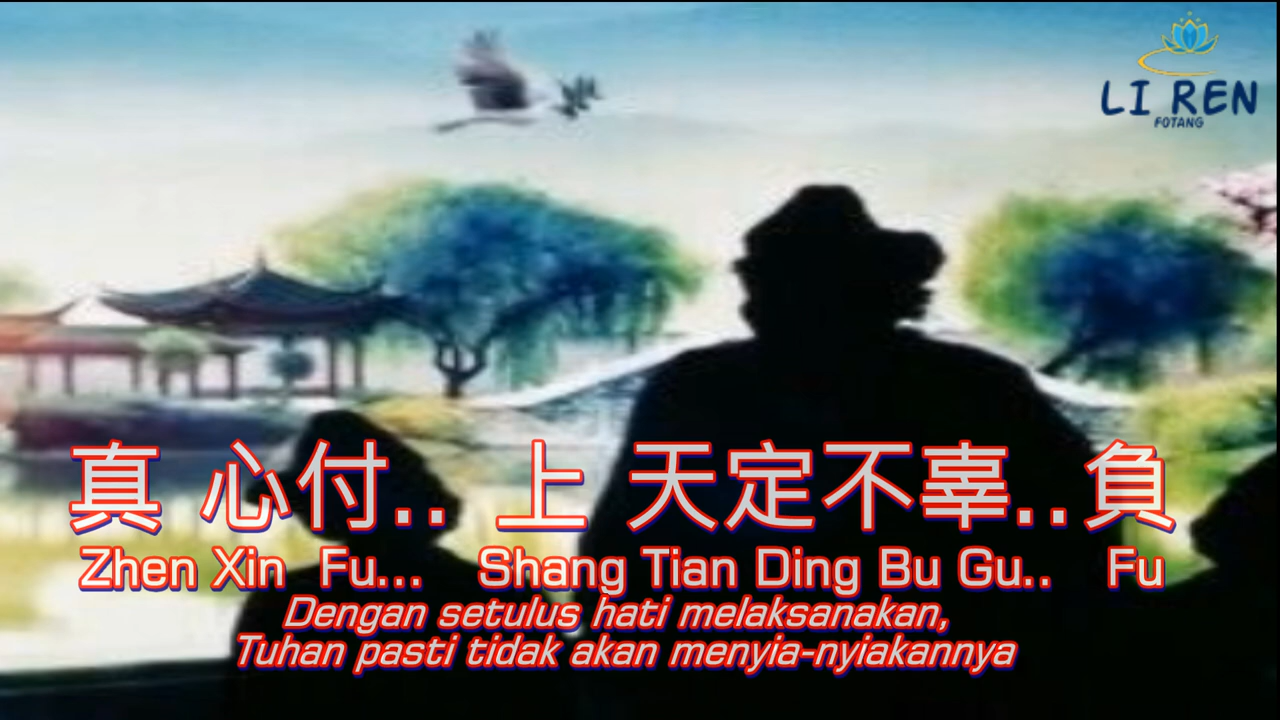 LI REN
FOTANG
真 心付.. 上 天定不辜..負
Zhen Xin Fu... Shang Tian Ding Bu Gu.. Fu
Dengan setulus hati melaksanakan,
Tuhan pasti tidak akan menyia-nyiakannya